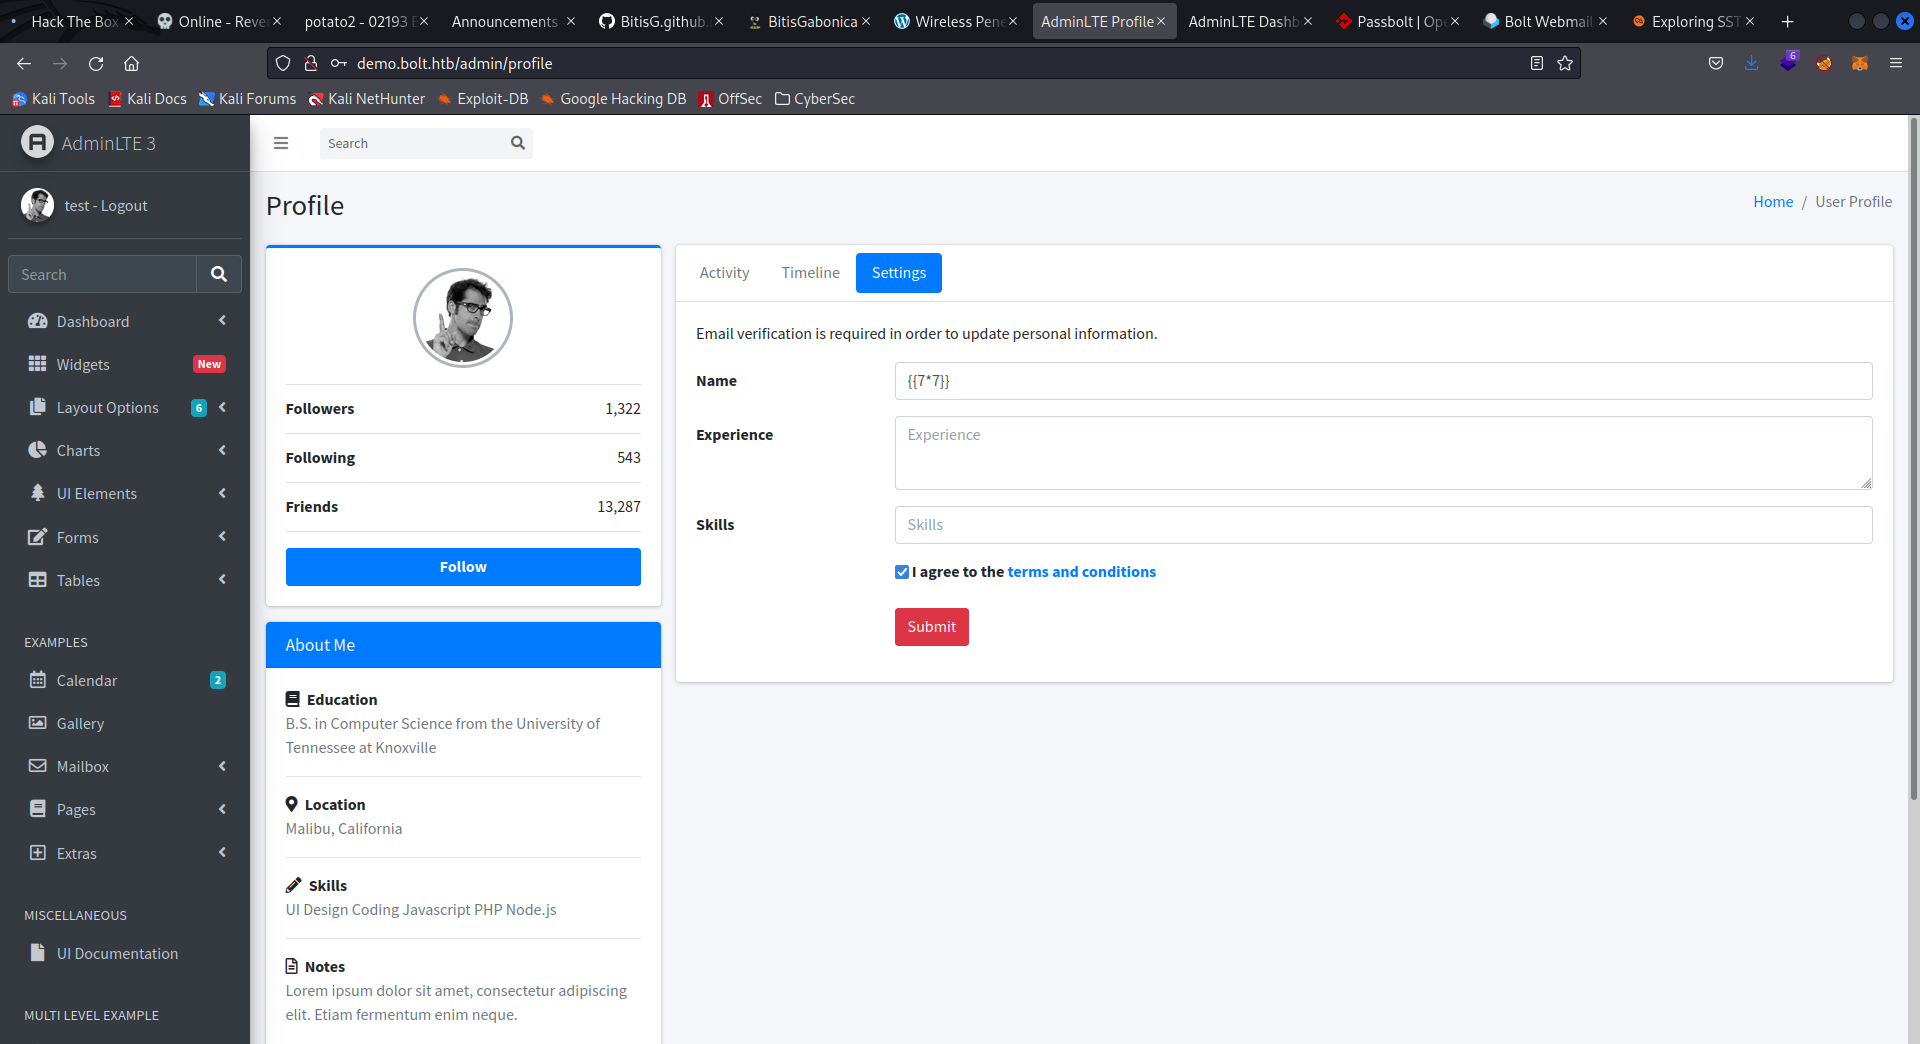 Hack The Box
Online - Reve
potato2 - 02193 E
Announcements
BitisG.github.
BitisGabonica
Wireless Pene
AdminLTE Profile
AdminLTE Dashb
Passbolt | Ope
Bolt Webmail
Exploring SST
demo.bolt.htb/admin/profile
6
Kali Tools
Kali Docs
Kali Forums
Kali NetHunter
Exploit-DB
Google Hacking DB
OffSec
CyberSec
AdminLTE 3
test - Logout
Search
Dashboard
Widgets
New
Layout Options
6
Charts
UI Elements
Forms
Tables
EXAMPLES
Calendar
2
Gallery
Mailbox
Pages
Extras
MISCELLANEOUS
UI Documentation
MULTI LEVEL EXAMPLE
Search
Profile
Home / User Profile
Followers 1,322
Following 543
Friends 13,287
Follow
About Me
Education
B.S. in Computer Science from the University of
Tennessee at Knoxville
Location
Malibu, California
Skills
UI Design Coding Javascript PHP Node.js
Notes
Lorem ipsum dolor sit amet, consectetur adipiscing
elit. Etiam fermentum enim neque.
Activity
Timeline
Settings
Email verification is required in order to update personal information.
Name
{{7*7}}
Experience
Experience
Skills
Skills
I agree to the terms and conditions
Submit